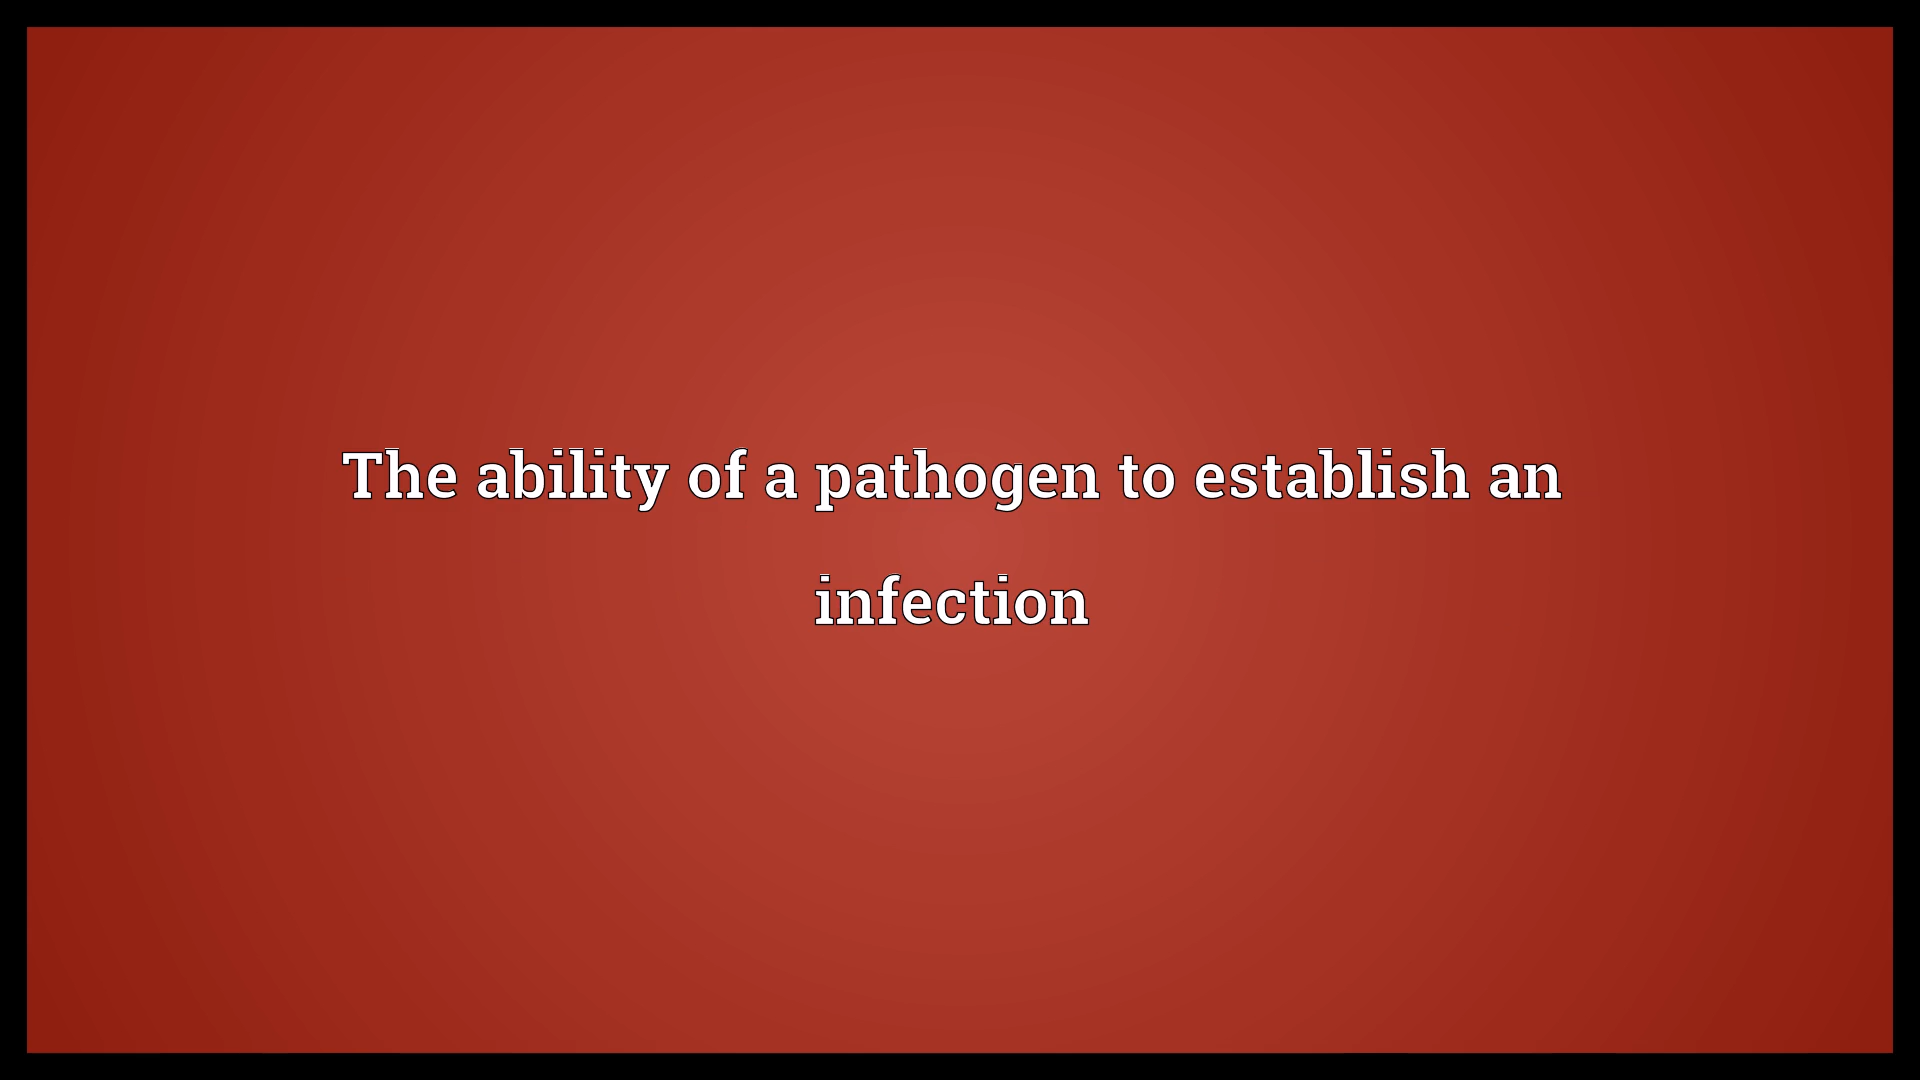 The ability of a pathogen to establish an
infection